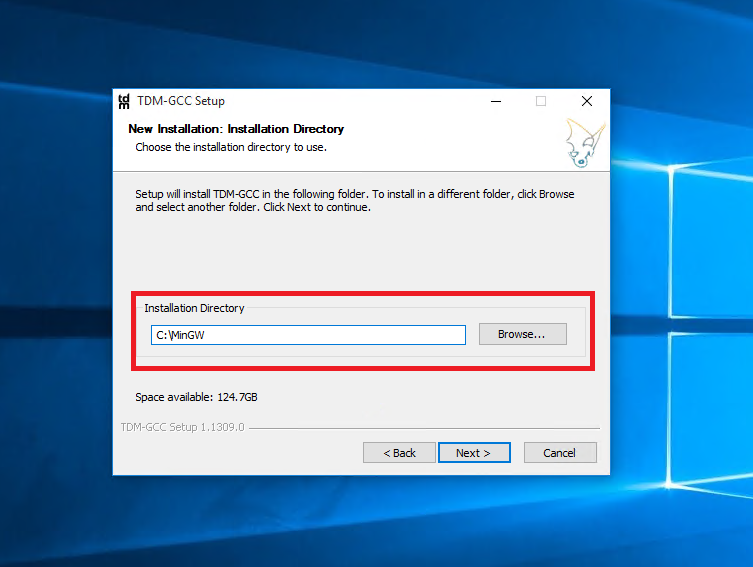 tdm
TDM-GCC Setup
New Installation: Installation Directory
Choose the installation directory to use.
Setup will install TDM-GCC in the following folder. To install in a different folder, click Browse
and select another folder. Click Next to continue.
Installation Directory
C:\MinGW
Browse...
Space available: 124.7GB
TDM-GCC Setup 1.1309.0
< Back
Next >
Cancel